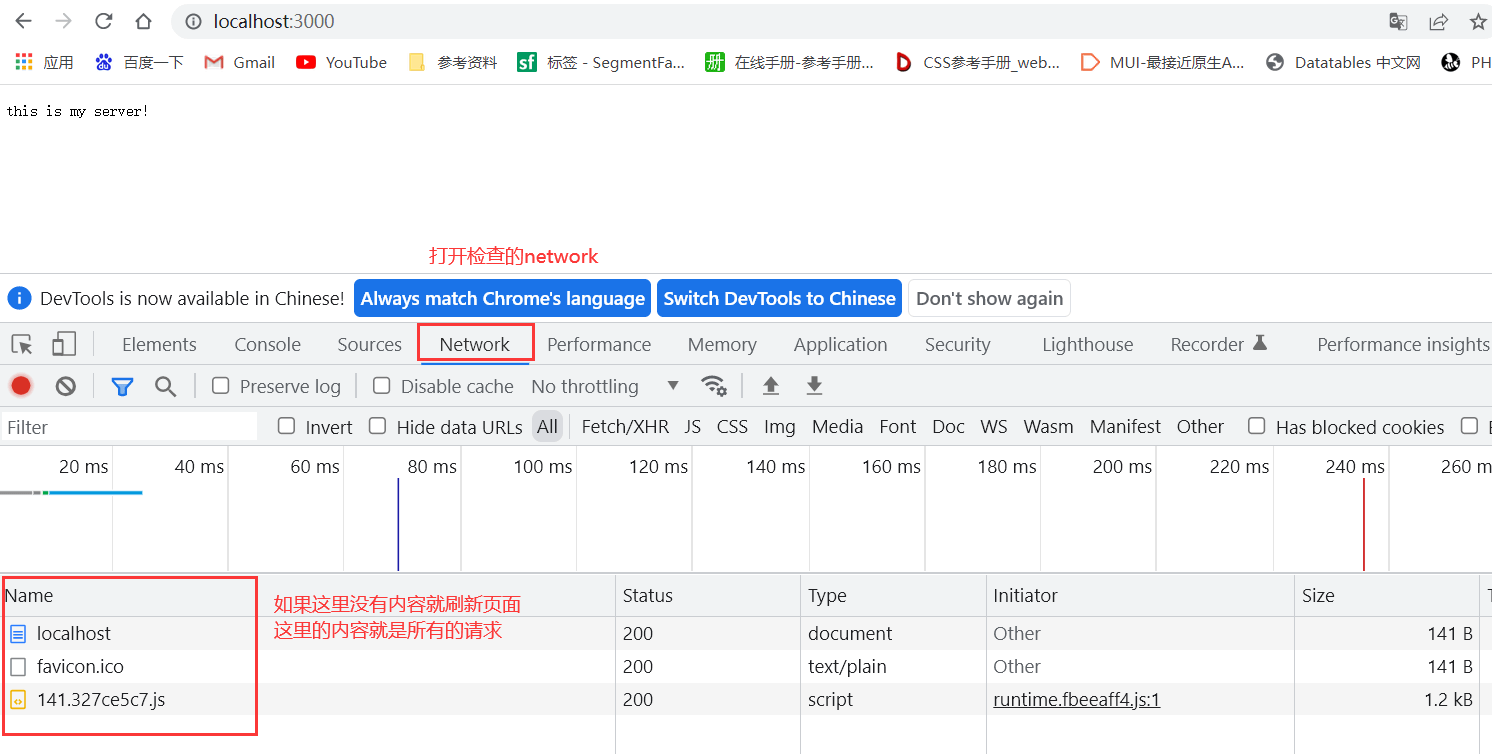 localhost:3000
应用 百度一下 Gmail YouTube 参考资料 标签 - SegmentFa... 在线手册-参考手册... CSS参考手册_web... MUI-最接近原生A... Datatables 中文网 PH
this is my server!
打开检查的network
DevTools is now available in Chinese! Always match Chrome's language Switch DevTools to Chinese Don't show again
Elements Console Sources Network Performance Memory Application Security Lighthouse Recorder Performance insights
Preserve log Disable cache No throttling
Filter Invert Hide data URLs All Fetch/XHR JS CSS Img Media Font Doc WS Wasm Manifest Other Has blocked cookies
20 ms 40 ms 60 ms 80 ms 100 ms 120 ms 140 ms 160 ms 180 ms 200 ms 220 ms 240 ms 260 m
Name Status Type Initiator Size
如果这里没有内容就刷新页面
这里的内容就是所有的请求
localhost 200 document Other 141 B
favicon.ico 200 text/plain Other 141 B
141.327ce5c7.js 200 script runtime.fbeeaff4.js:1 1.2 kB